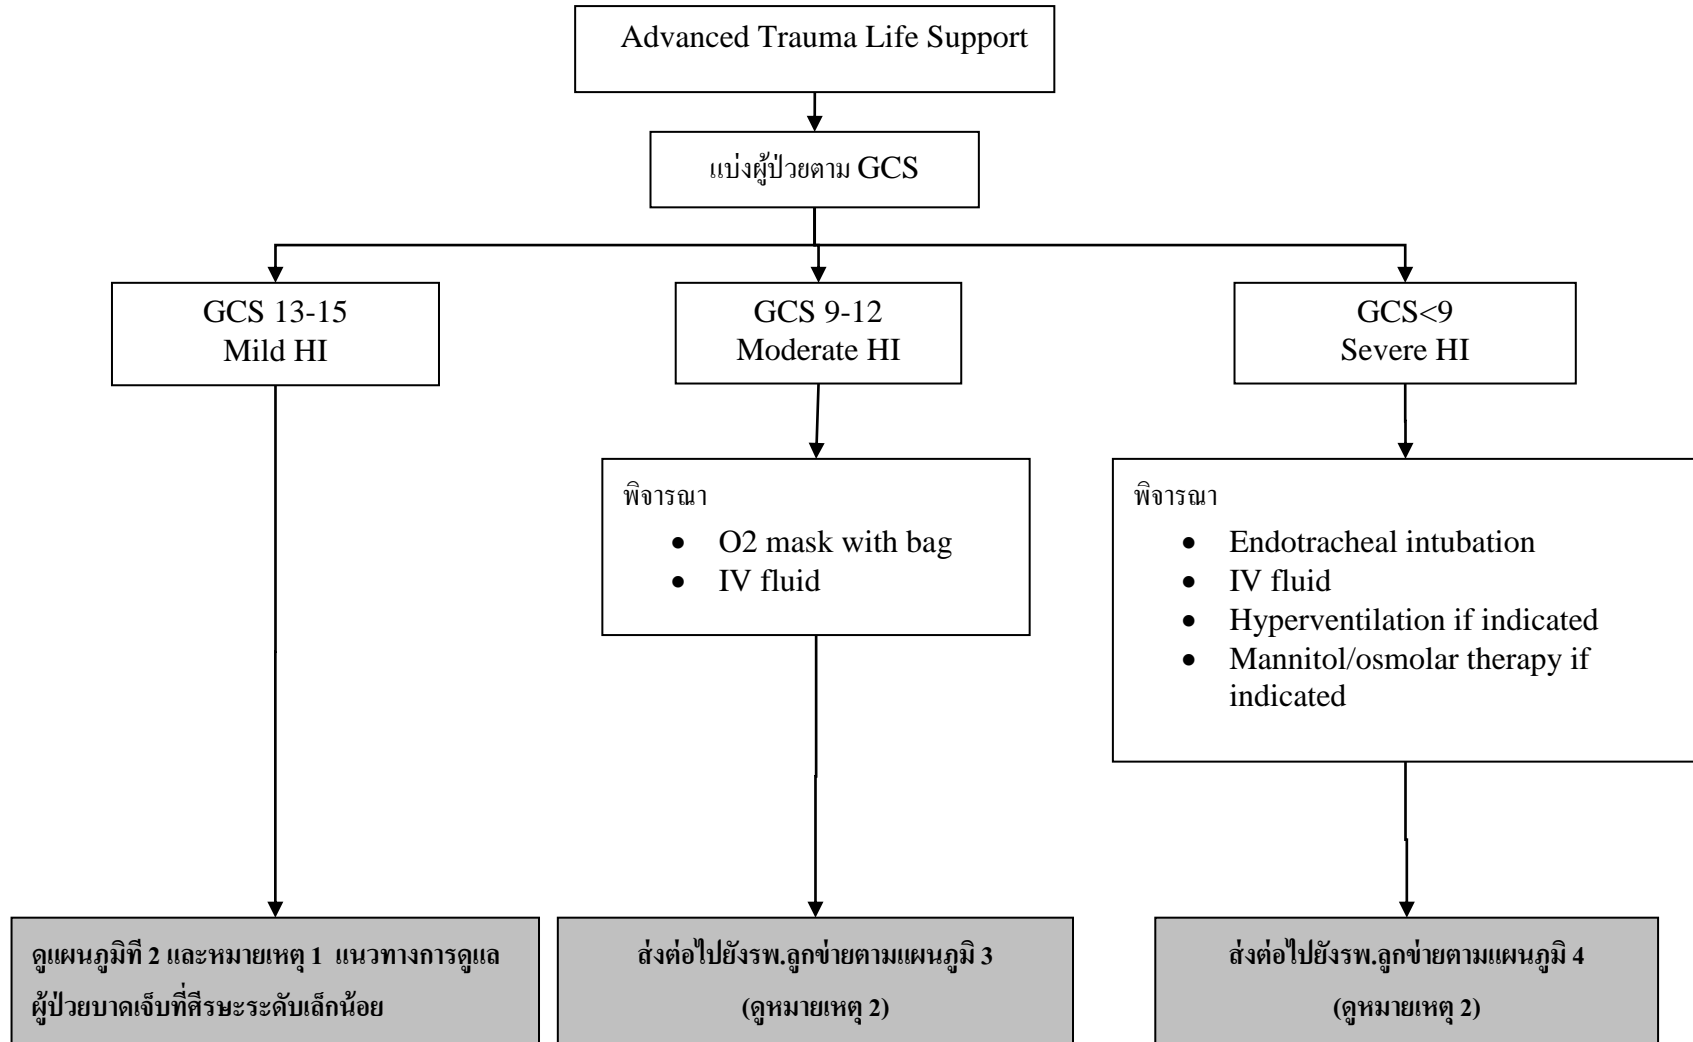 Advanced Trauma Life Support
แบ่งผู้ป่วยตาม GCS
GCS 13-15
Mild HI
GCS 9-12
Moderate HI
GCS<9
Severe HI
พิจารณา
• O2 mask with bag
• IV fluid
พิจารณา
• Endotracheal intubation
• IV fluid
• Hyperventilation if indicated
• Mannitol/osmolar therapy if
indicated
ดูแผนภูมิที่ 2 และหมายเหตุ 1 แนวทางการดูแล
ผู้ป่วยบาดเจ็บที่ศีรษะระดับเล็กน้อย
ส่งต่อไปยังรพ.ลูกข่ายตามแผนภูมิ 3
(ดูหมายเหตุ 2)
ส่งต่อไปยังรพ.ลูกข่ายตามแผนภูมิ 4
(ดูหมายเหตุ 2)